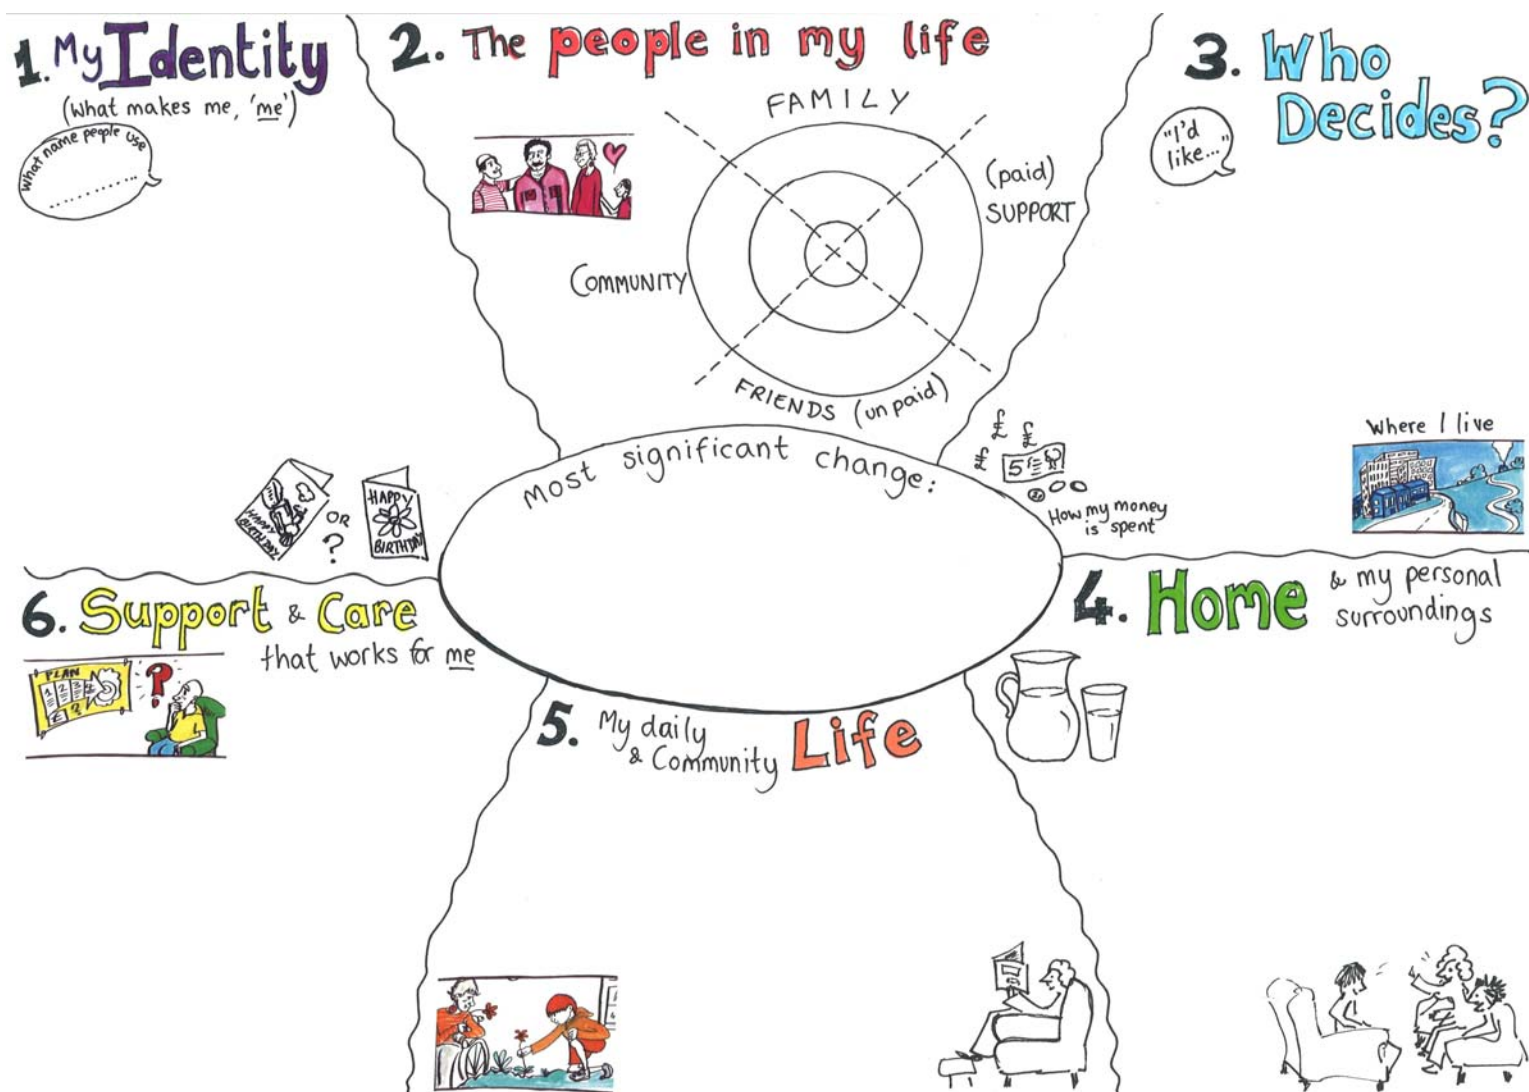 1. My Identity
(What makes me, 'me')
What name people use
...............
HAPPY
BIRTHDAY
OR
?
HAPPY
BIRTHDAY
2. The people in my life
FAMILY
(paid)
SUPPORT
COMMUNITY
FRIENDS (unpaid)
3. Who
Decides?
"I'd
like..."
£
£
£
5
How my money
is spent
Where I live
Most significant change:
4. Home & my personal
surroundings
5. My daily
& Community Life
6. Support & Care
that works for me
PLAN
1 2 3
£ ?
?